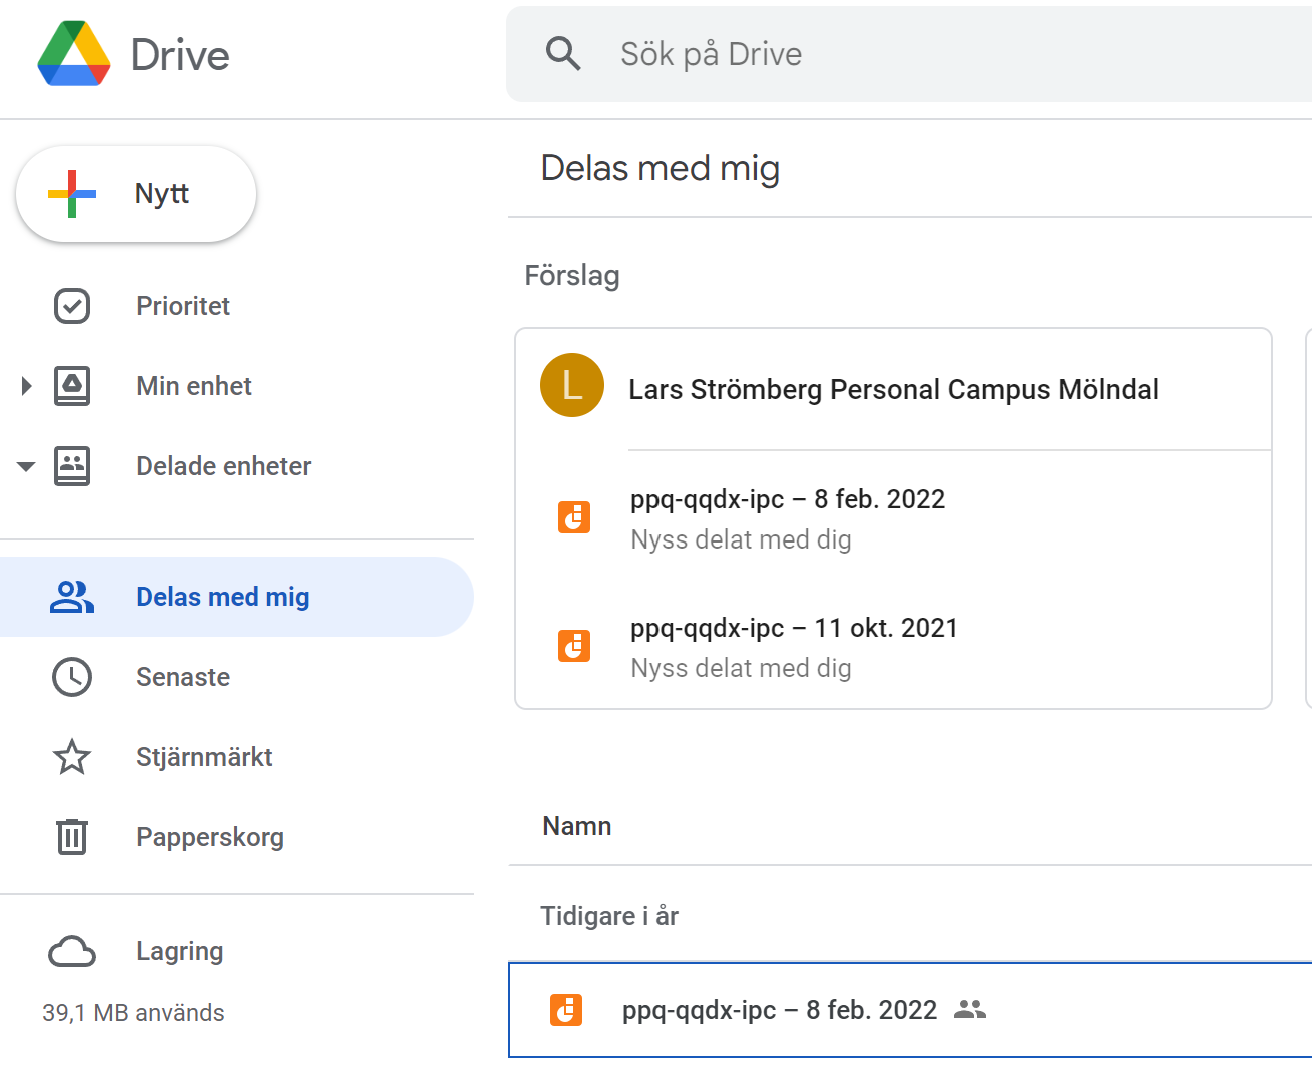 Drive
Sök på Drive
Nytt
Prioritet
Min enhet
Delade enheter
Delas med mig
Senaste
Stjärnmärkt
Papperskorg
Lagring
39,1 MB används
Delas med mig
Förslag
L
Lars Strömberg Personal Campus Mölndal
ppq-qqdx-ipc – 8 feb. 2022
Nyss delat med dig
ppq-qqdx-ipc – 11 okt. 2021
Nyss delat med dig
Namn
Tidigare i år
ppq-qqdx-ipc – 8 feb. 2022